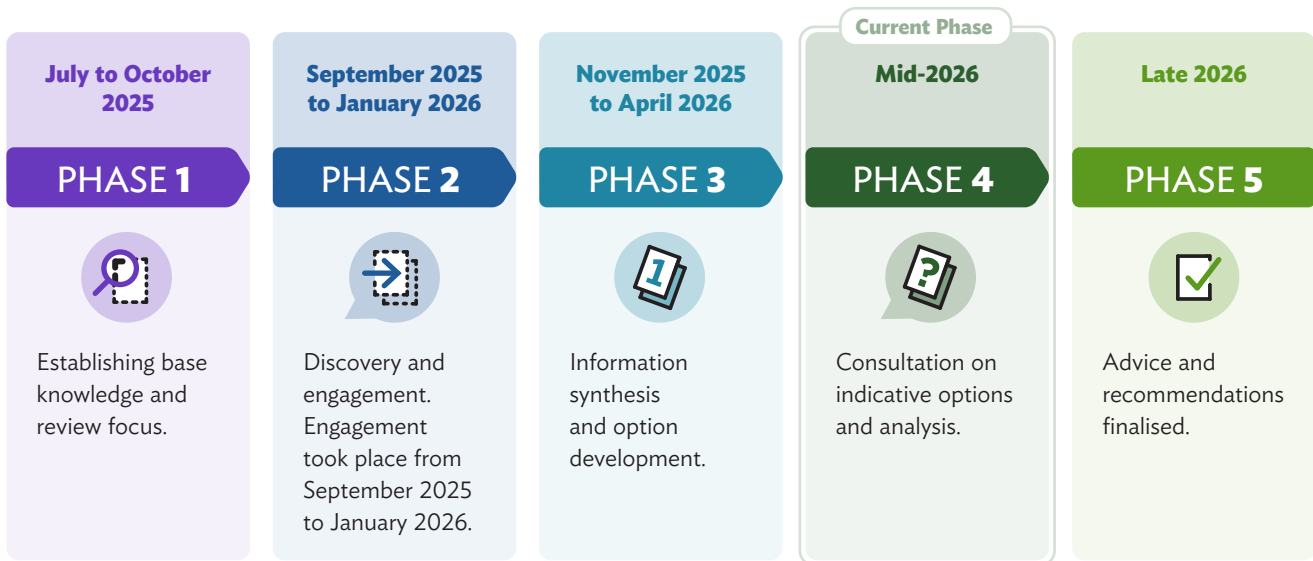 Current Phase
July to October
2025
PHASE 1
Establishing base
knowledge and
review focus.
September 2025
to January 2026
PHASE 2
Discovery and
engagement.
Engagement
took place from
September 2025
to January 2026.
November 2025
to April 2026
PHASE 3
1
Information
synthesis
and option
development.
Mid-2026
PHASE 4
?
Consultation on
indicative options
and analysis.
Late 2026
PHASE 5
Advice and
recommendations
finalised.